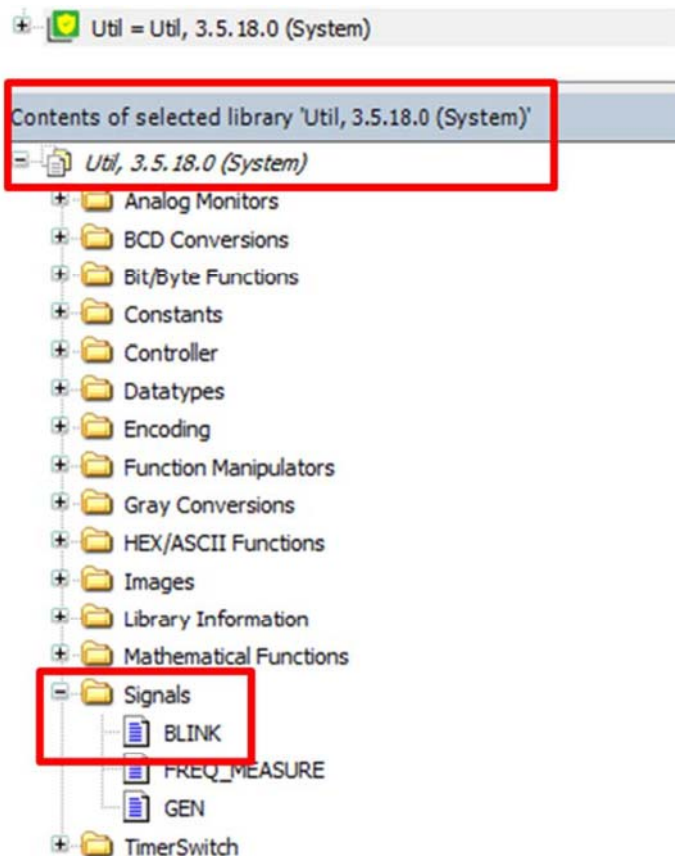 Util = Util, 3.5.18.0 (System)
Contents of selected library 'Util, 3.5.18.0 (System)'
Util, 3.5.18.0 (System)
Analog Monitors
BCD Conversions
Bit/Byte Functions
Constants
Controller
Datatypes
Encoding
Function Manipulators
Gray Conversions
HEX/ASCII Functions
Images
Library Information
Mathematical Functions
Signals
BLINK
FREQ_MEASURE
GEN
TimerSwitch